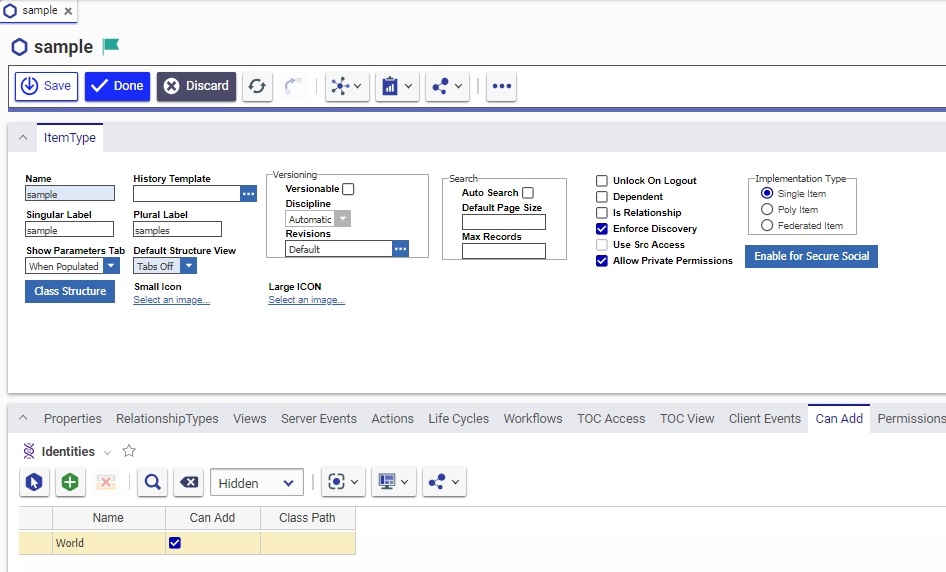 sample
sample
Save Done Discard
ItemType
Name History Template
sample
Singular Label Plural Label
sample samples
Show Parameters Tab Default Structure View
When Populated Tabs Off
Class Structure
Small Icon Large ICON
Select an image... Select an image...
Versioning
Versionable
Discipline
Automatic
Revisions
Default
Search
Auto Search
Default Page Size
Max Records
Unlock On Logout
Dependent
Is Relationship
Enforce Discovery
Use Src Access
Allow Private Permissions
Implementation Type
Single Item
Poly Item
Federated Item
Enable for Secure Social
Properties RelationshipTypes Views Server Events Actions Life Cycles Workflows TOC Access TOC View Client Events Can Add Permissions
Identities
Hidden
Name Can Add Class Path
World